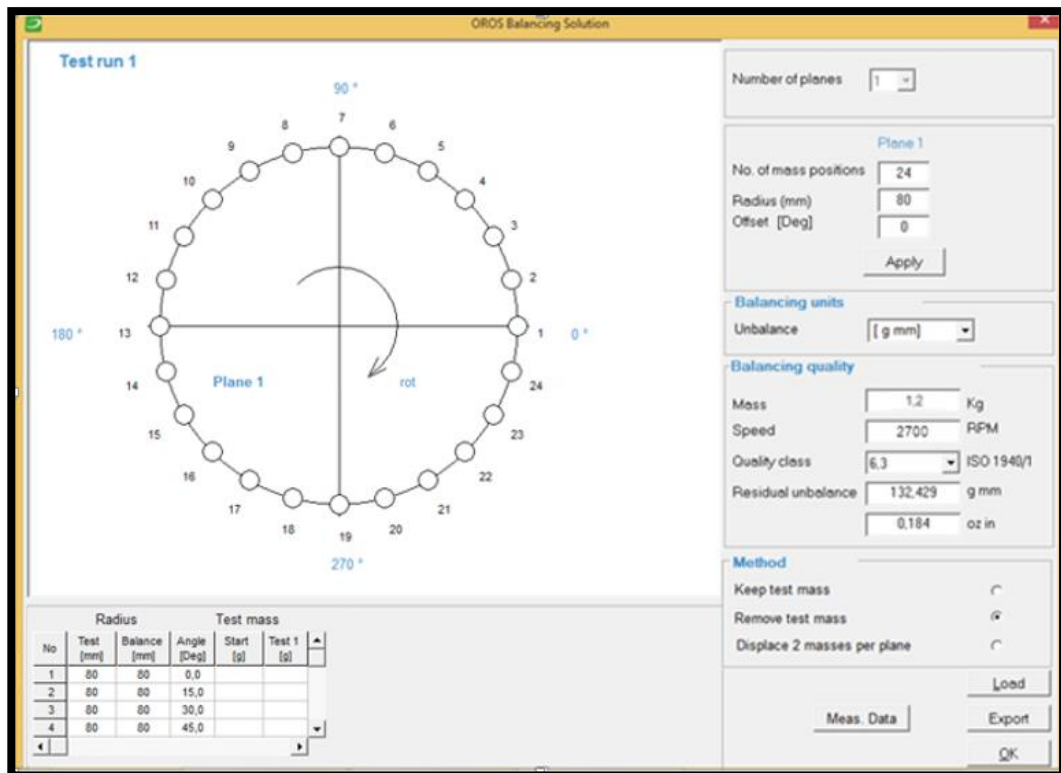 OROS Balancing Solution
Test run 1
90 °
7
8
6
9
5
10
4
11
3
12
2
180 °
13
1
0 °
Plane 1
rot
14
24
15
23
16
22
17
21
18
20
19
270 °
Number of planes 1
Plane 1
No. of mass positions 24
Radius (mm) 80
Offset [Deg] 0
Apply
Balancing units
Unbalance [g mm]
Balancing quality
Mass 1,2 Kg
Speed 2700 RPM
Quality class 6,3 ISO 1940/1
Residual unbalance 132,429 g mm
0,184 oz in
Method
Keep test mass
Remove test mass
Displace 2 masses per plane
Radius Test mass
No Test [mm] Balance [mm] Angle [Deg] Start [g] Test 1 [g]
1 80 80 0,0
2 80 80 15,0
3 80 80 30,0
4 80 80 45,0
Load
Meas. Data Export
OK